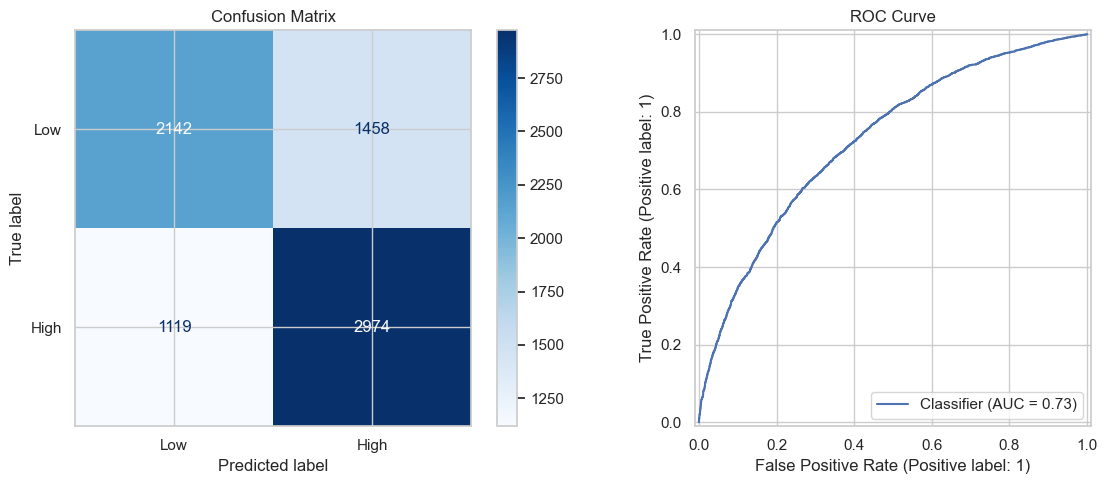 Confusion Matrix
Low
High
True label
2142
1458
1119
2974
Low
High
Predicted label
2750
2500
2250
2000
1750
1500
1250
ROC Curve
1.0
0.8
0.6
0.4
0.2
0.0
True Positive Rate (Positive label: 1)
Classifier (AUC = 0.73)
0.0
0.2
0.4
0.6
0.8
1.0
False Positive Rate (Positive label: 1)